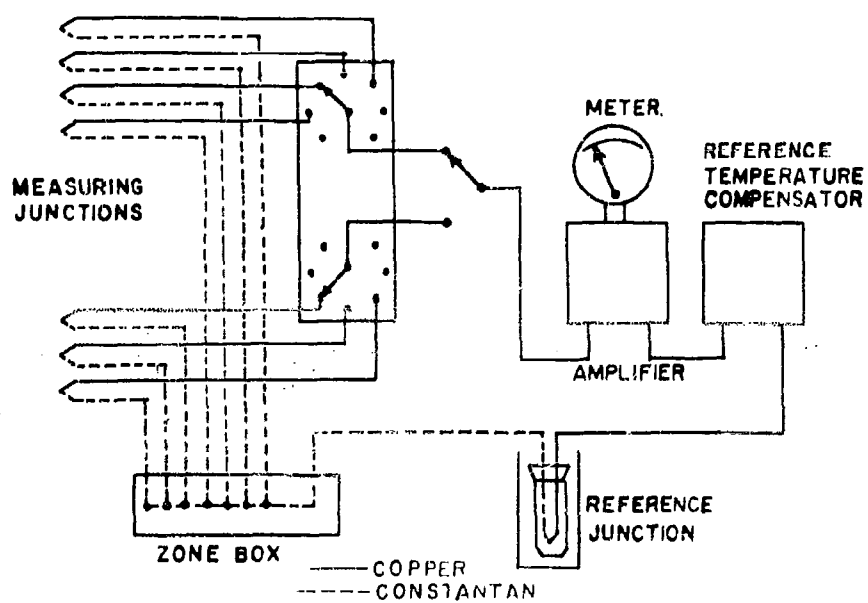 METER.
REFERENCE
TEMPERATURE
COMPENSATOR
MEASURING
JUNCTIONS
AMPLIFIER
REFERENCE
JUNCTION
ZONE BOX
COPPER
CONSTANTAN